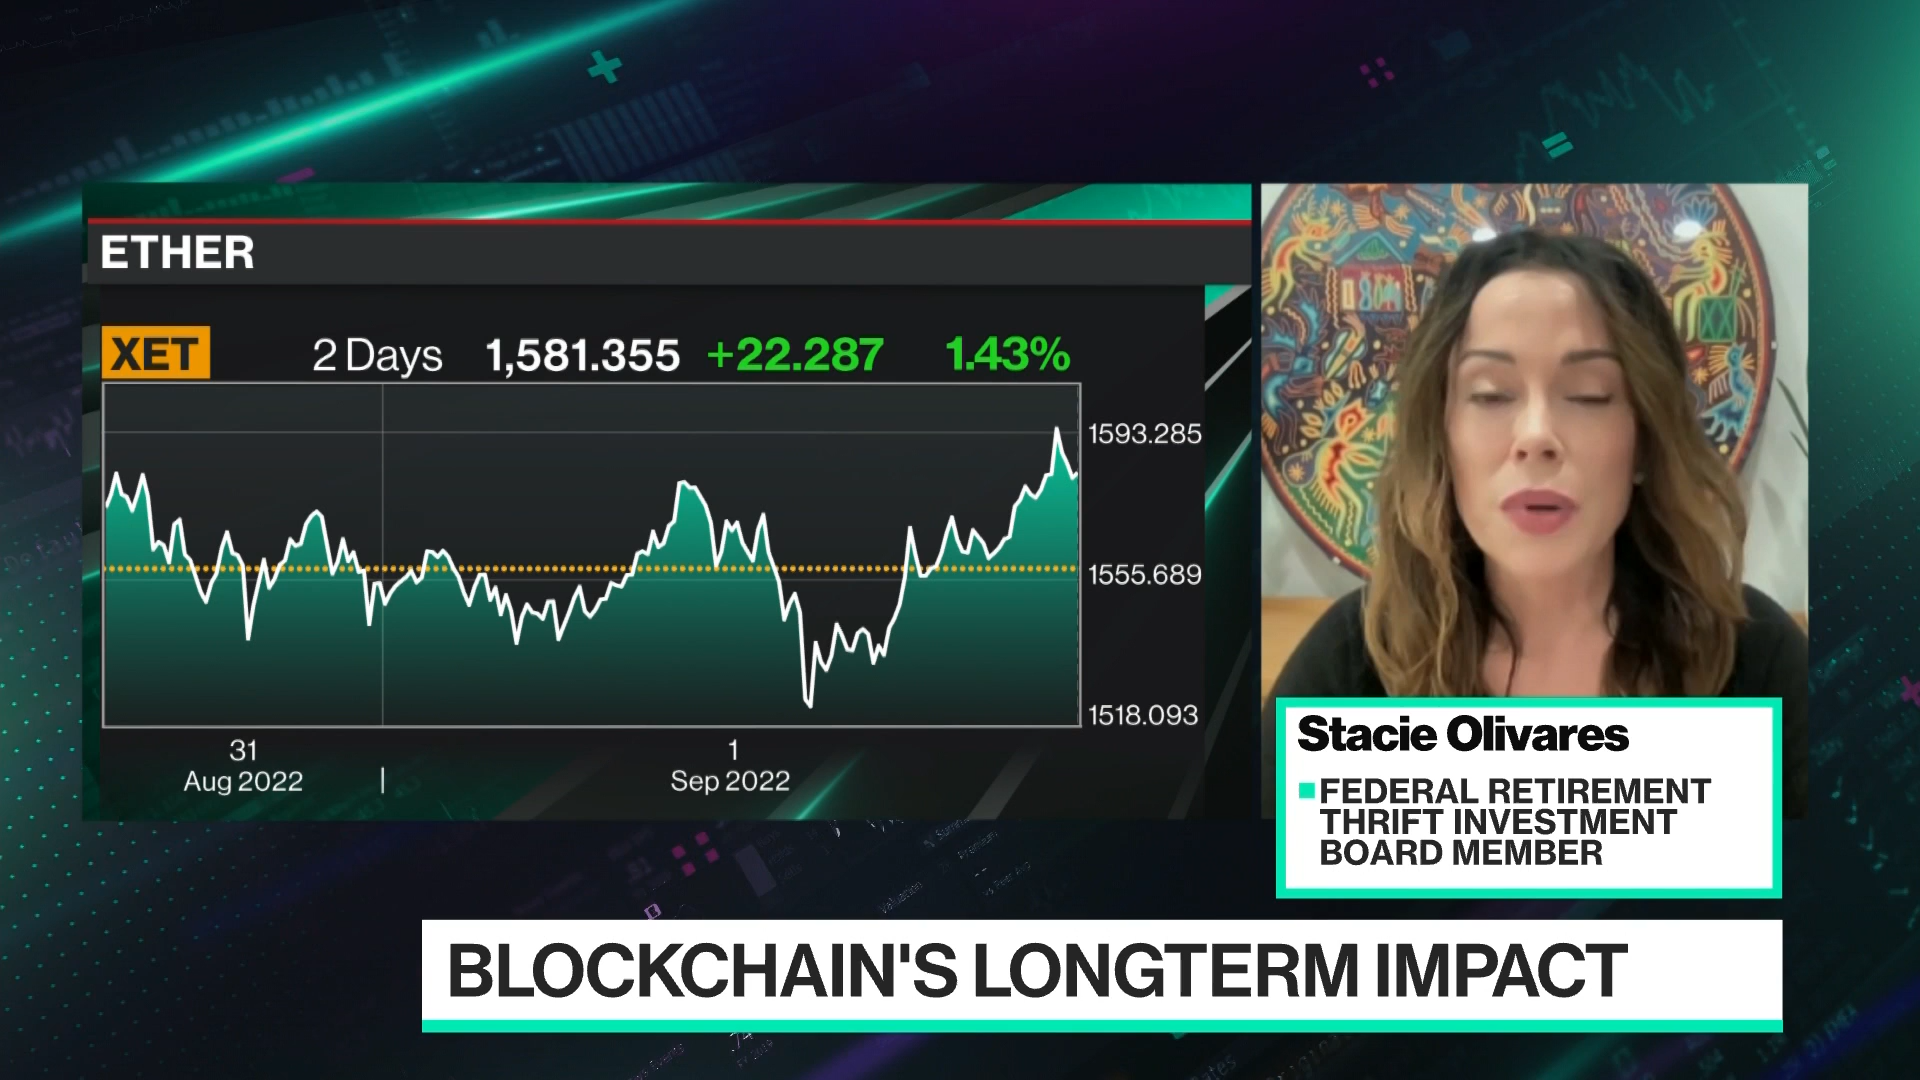 ETHER
XET 2 Days 1,581.355 +22.287 1.43%
1593.285
1555.689
1518.093
31 1
Aug 2022 | Sep 2022
Stacie Olivares
FEDERAL RETIREMENT
THRIFT INVESTMENT
BOARD MEMBER
BLOCKCHAIN'S LONGTERM IMPACT